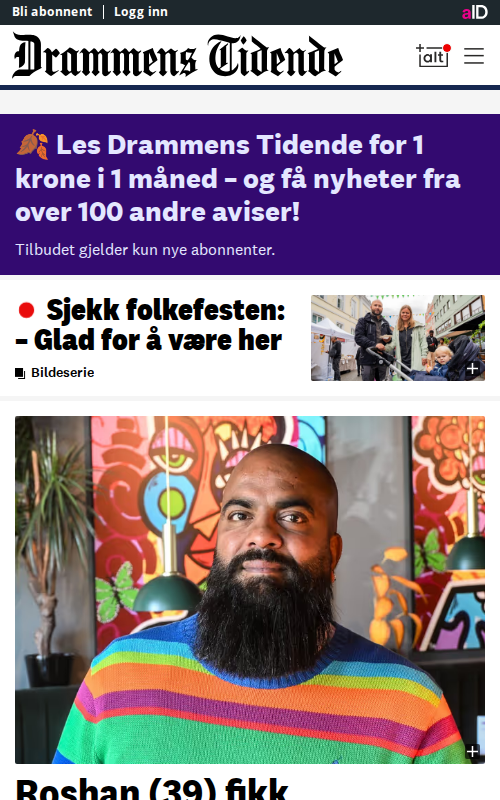 Bli abonnent
Logg inn
aID
Drammens Tidende
+alt
🍂 Les Drammens Tidende for 1
krone i 1 måned – og få nyheter fra
over 100 andre aviser!
Tilbudet gjelder kun nye abonnenter.
Sjekk folkefesten:
– Glad for å være her
Bildeserie
+
+
Roshan (39) fikk